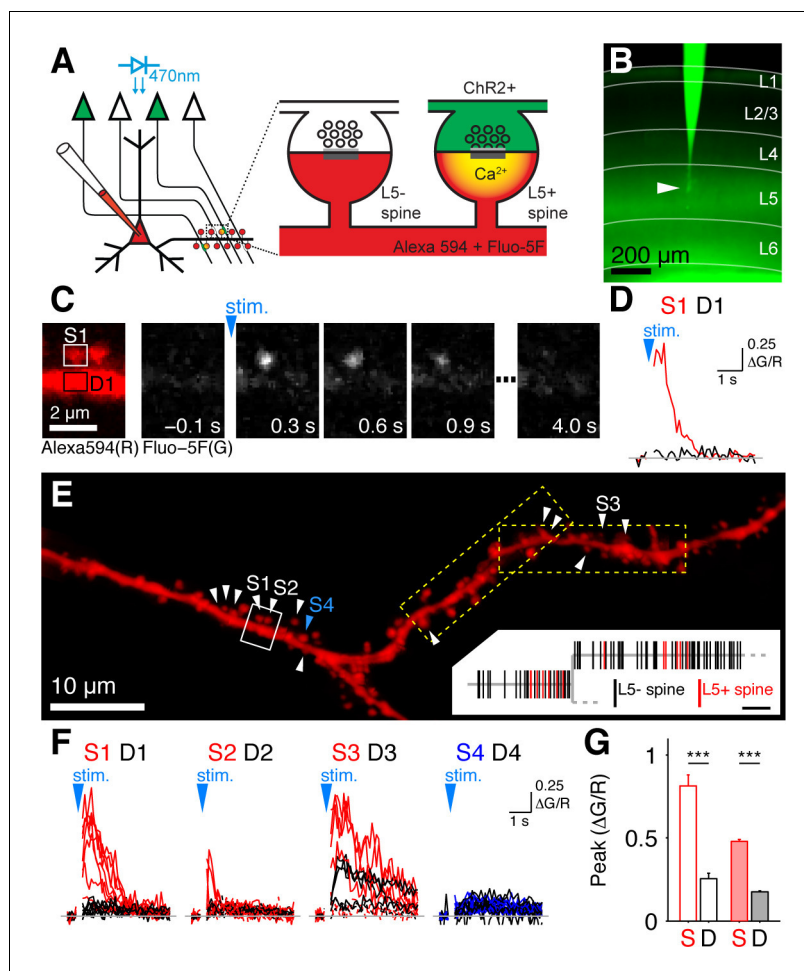 A
470nm
ChR2+
L5-
spine
Ca2+
L5+
spine
Alexa 594 + Fluo-5F
B
L1
L2/3
L4
L5
L6
200 µm
C
stim.
S1
D1
2 µm
−0.1 s
0.3 s
0.6 s
0.9 s
4.0 s
Alexa594(R) Fluo−5F(G)
D
S1 D1
stim.
0.25
ΔG/R
1 s
E
S1
S2
S4
S3
10 µm
L5- spine
L5+ spine
F
S1 D1
S2 D2
S3 D3
S4 D4
stim.
stim.
stim.
stim.
0.25
ΔG/R
1 s
G
1
0.5
0
Peak (ΔG/R)
***
***
S D S D